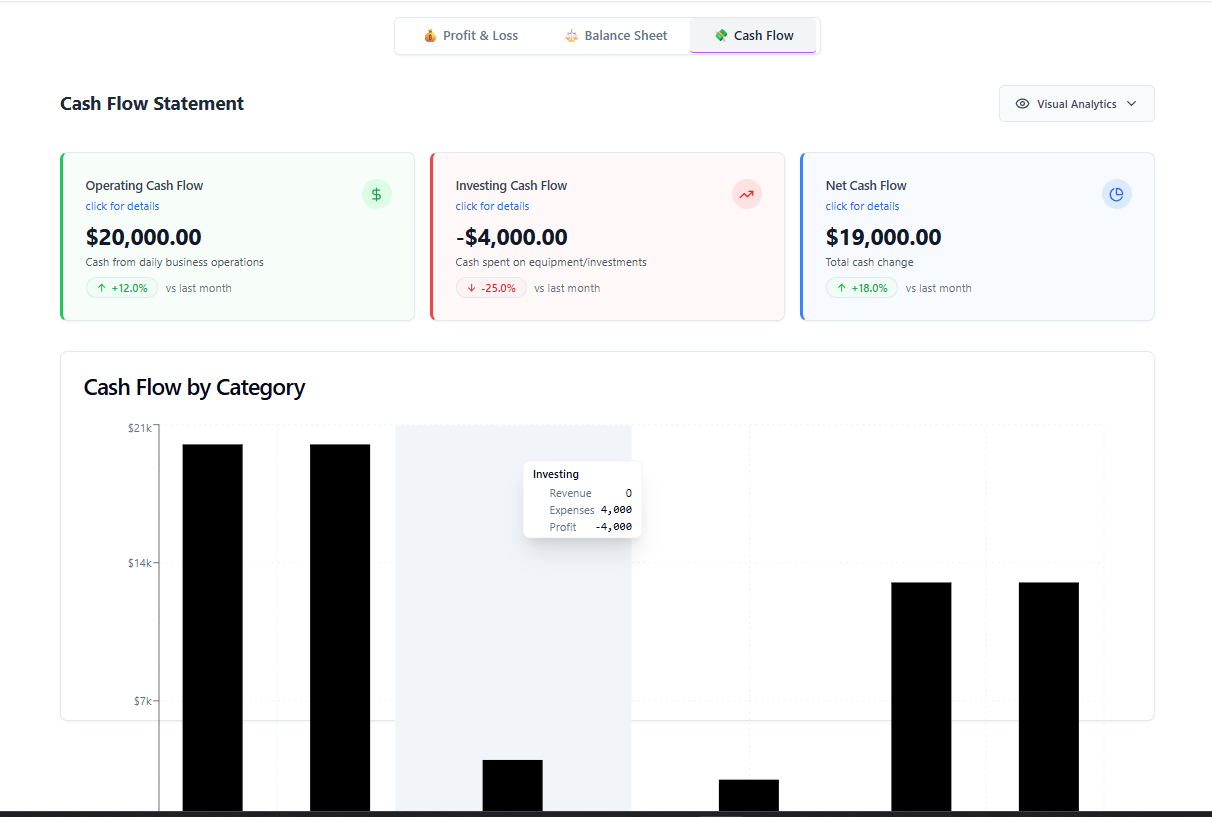 💰 Profit & Loss
⚖️ Balance Sheet
💸 Cash Flow
Cash Flow Statement
Visual Analytics
Operating Cash Flow
click for details
$20,000.00
Cash from daily business operations
↑ +12.0% vs last month
Investing Cash Flow
click for details
-$4,000.00
Cash spent on equipment/investments
↓ -25.0% vs last month
Net Cash Flow
click for details
$19,000.00
Total cash change
↑ +18.0% vs last month
Cash Flow by Category
$21k
$14k
$7k
Investing
Revenue 0
Expenses 4,000
Profit -4,000